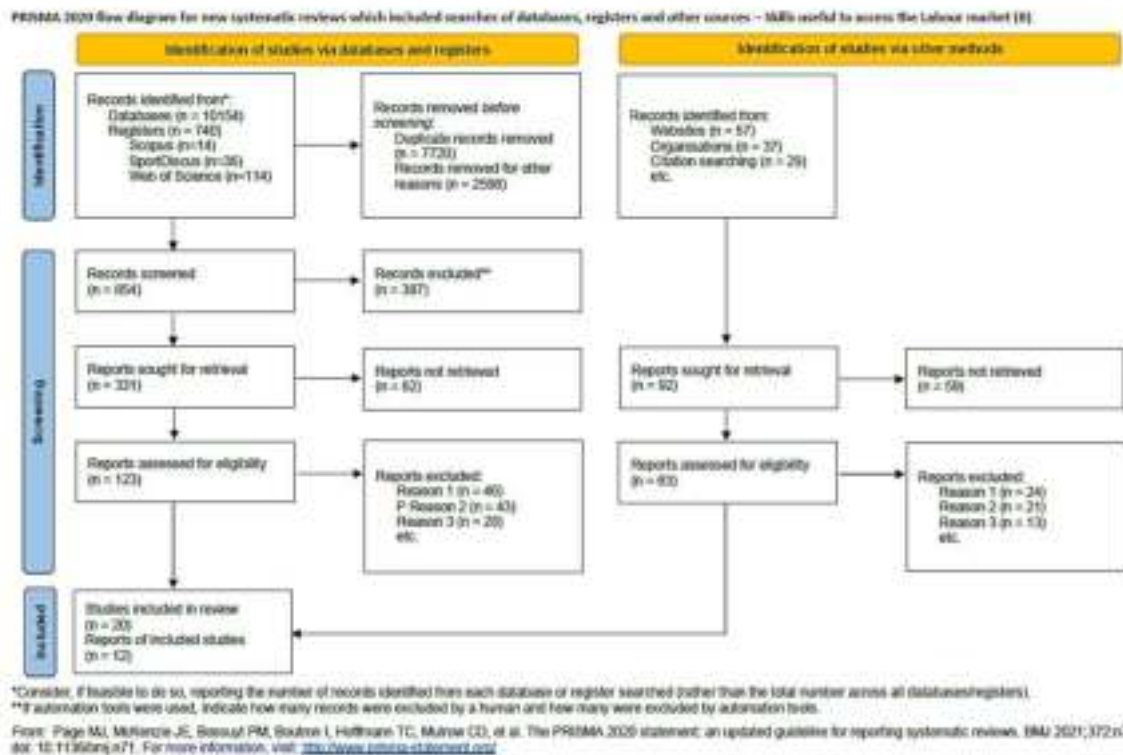 PRISMA 2020 flow diagram for new systematic reviews which included searches of databases, registers and other sources – Skills useful to access the Labour market (B)
Identification of studies via databases and registers
Identification of studies via other methods
Identification
Records identified from*:
Databases (n = 10154)
Registers (n = 740)
Scopus (n=14)
SportDiscus (n=36)
Web of Science (n=114)
Records removed before
screening:
Duplicate records removed
(n = 7720)
Records removed for other
reasons (n =
Records identified from:
Websites (n = 57)
Organisations (n = 37)
Citation searching (n = 29)
etc.
Screening
Records screened
(n = 854)
Records excluded**
(n = 387)
Reports sought for retrieval
(n =
Reports not retrieved
(n = 62)
Reports sought for retrieval
(n = 92)
Reports not retrieved
(n = 59)
Reports assessed for eligibility
(n = 123)
Reports excluded:
Reason 1 (n = 46)
P Reason 2 (n = 43)
Reason 3 (n = 28)
etc.
Reports assessed for eligibility
(n =
Reports excluded:
Reason 1 (n = 24)
Reason 2 (n = 21)
Reason 3 (n = 13)
etc.
Included
Studies included in review
(n = 20)
Reports of included studies
(n = 12)
*Consider, if feasible to do so, reporting the number of records identified from each database or register searched (rather than the total number across all databases/registers).
**If automation tools were used, indicate how many records were excluded by a human and how many were excluded by automation tools.
From: Page MJ, McKenzie JE, Bossuyt PM, Boutron I, Hoffmann TC, Mulrow CD, et al. The PRISMA 2020 statement: an updated guideline for reporting systematic reviews. BMJ 2021;372:n
doi: 10.1136/bmj.n71. For more information, visit: http://www.prisma-statement.org/